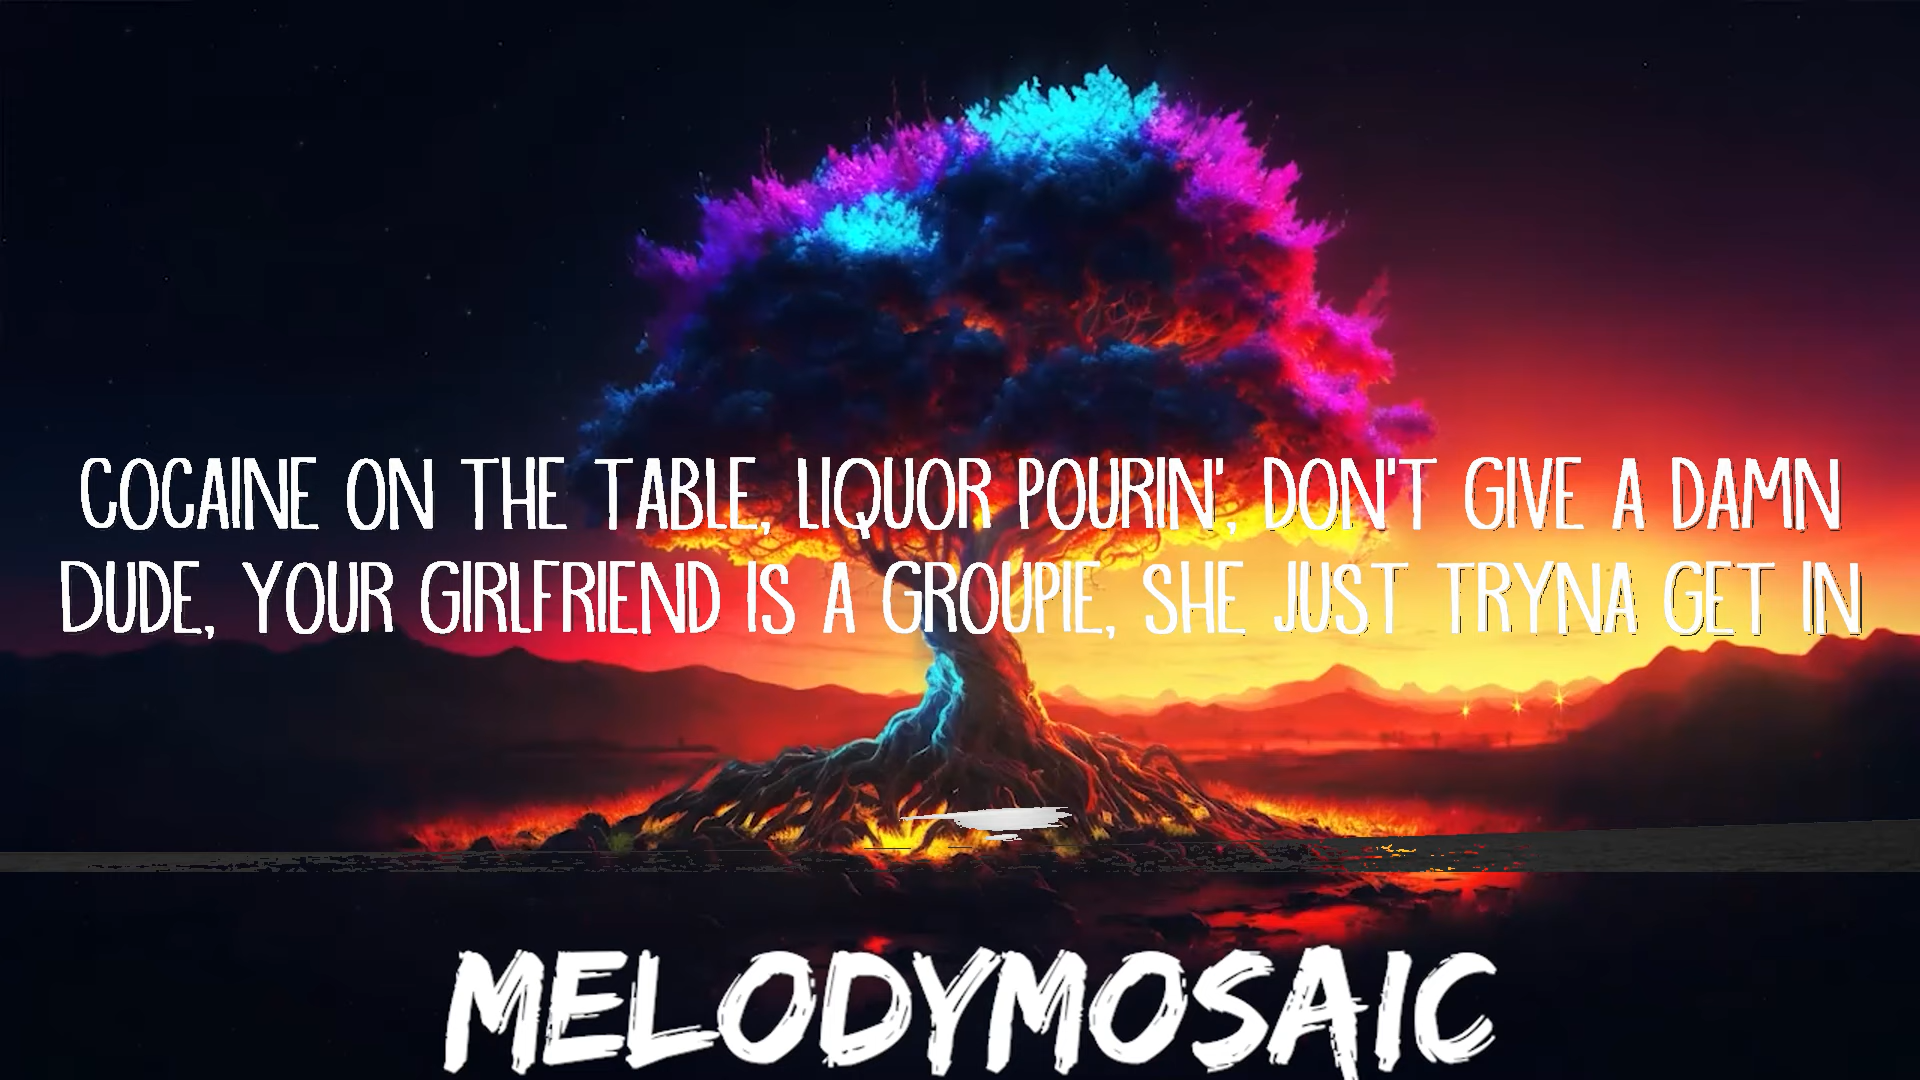 COCAINE ON THE TABLE, LIQUOR POURIN', DON'T GIVE A DAMN
DUDE, YOUR GIRLFRIEND IS A GROUPIE, SHE JUST TRYNA GET IN
MELODYMOSAIC